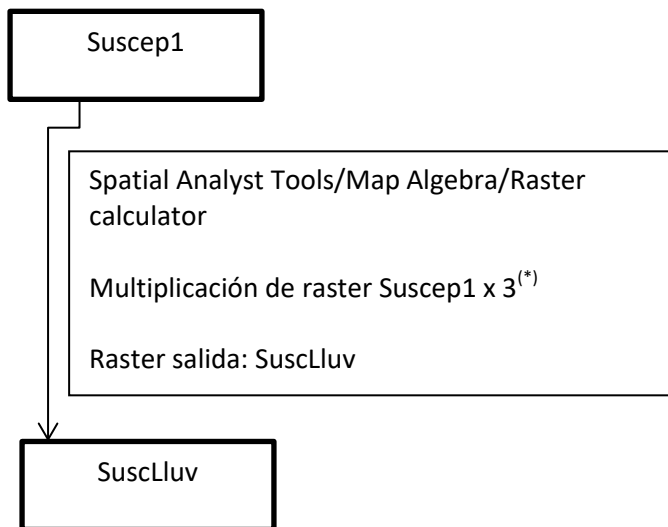 Suscep1
Spatial Analyst Tools/Map Algebra/Raster
calculator
Multiplicación de raster Suscep1 x 3(*)
Raster salida: SuscLluv
SuscLluv